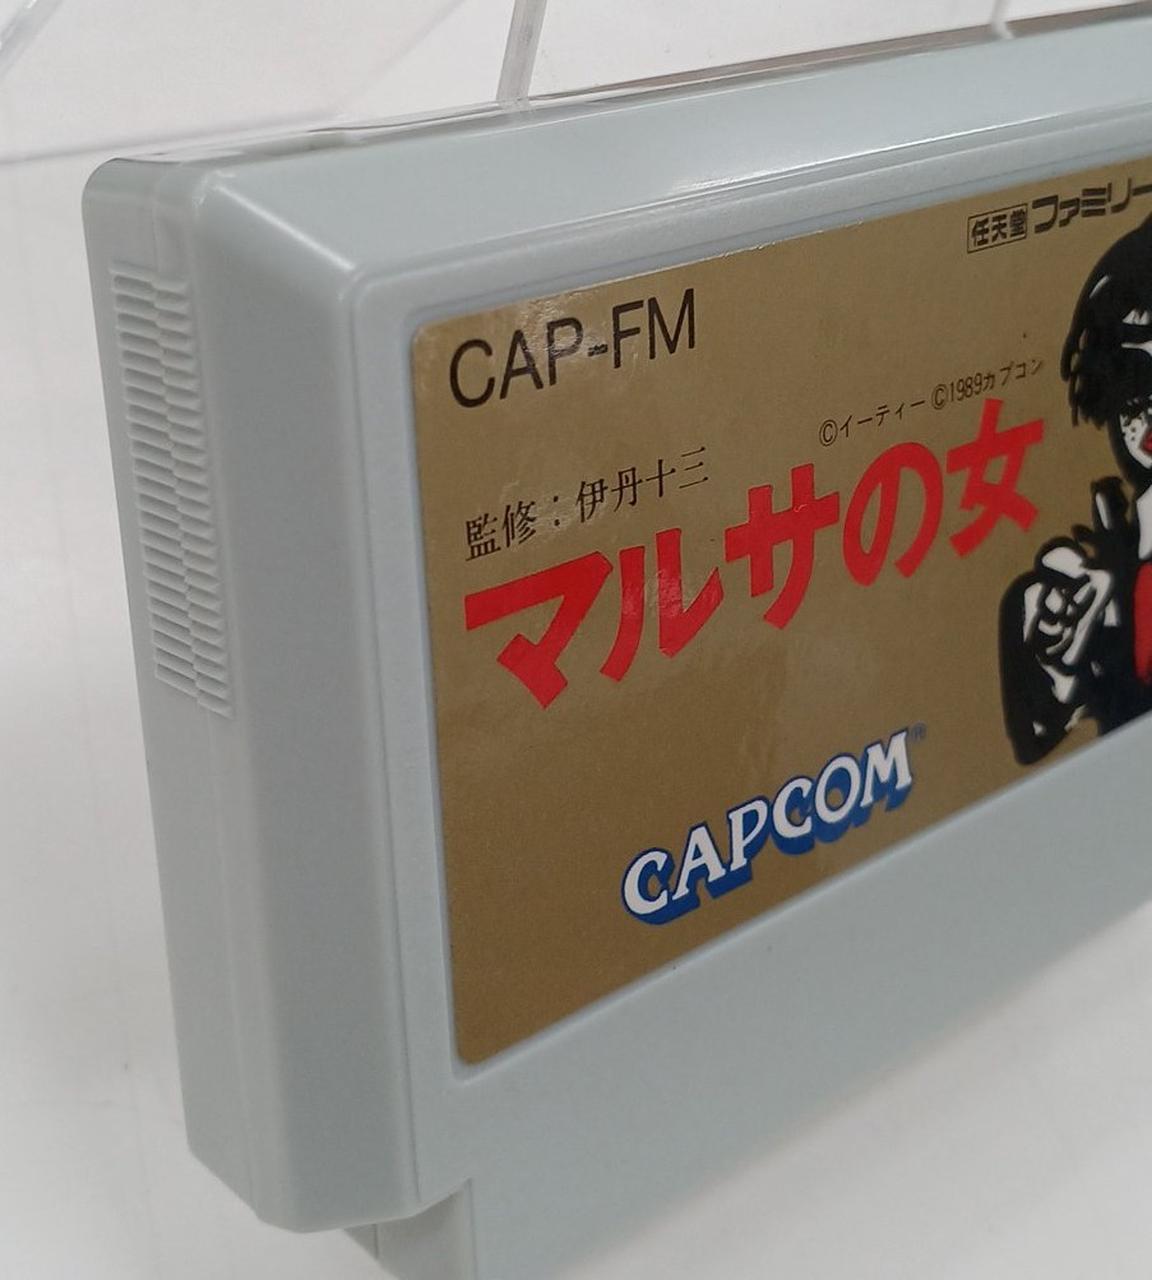 任天堂 ファミリー
CAP-FM
©イーティー ©1989カプコン
監修：伊丹十三
マルサの女
CAPCOM®